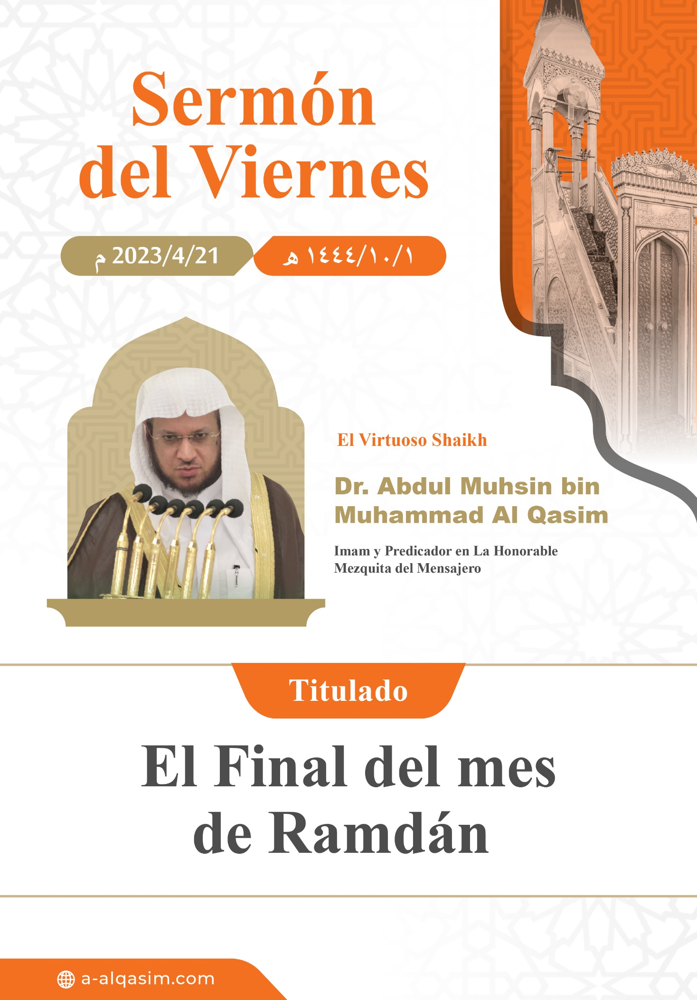 Sermón
del Viernes
2023/4/21 م
١٤٤٤/١٠/١ هـ
El Virtuoso Shaikh
Dr. Abdul Muhsin bin
Muhammad Al Qasim
Imam y Predicador en La Honorable
Mezquita del Mensajero
Titulado
El Final del mes
de Ramdán
a-alqasim.com